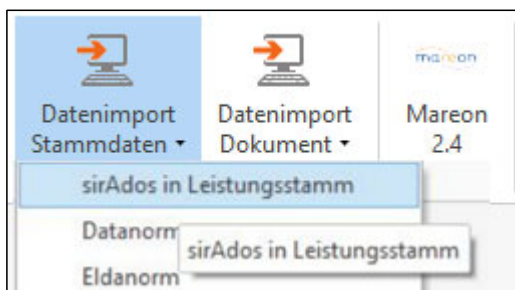 Datenimport
Stammdaten
Datenimport
Dokument
mareon
Mareon
2.4
sirAdos in Leistungsstamm
Datanorm
sirAdos in Leistungsstamm
Eldanorm